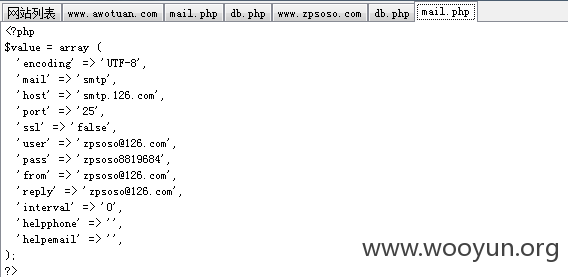 网站列表 www.awotuan.com mail.php db.php www.zpsoso.com db.php mail.php
<?php
$value = array (
'encoding' => 'UTF-8',
'mail' => 'smtp',
'host' => 'smtp.126.com',
'port' => '25',
'ssl' => 'false',
'user' => 'zpsoso@126.com',
'pass' => 'zpsoso8819684',
'from' => 'zpsoso@126.com',
'reply' => 'zpsoso@126.com',
'interval' => '0',
'helpphone' => '',
'helpemail' => '',
);
?>
www.wooyun.org